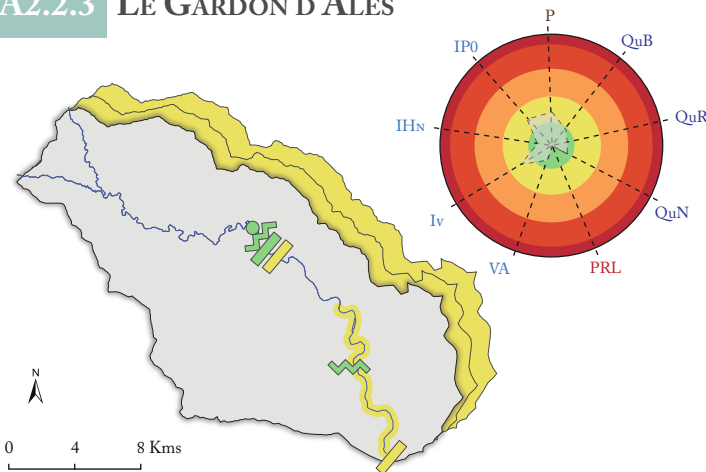 A2.2.3 LE GARDON D'ALÈS
P
IP0
QuB
IHN
QuR
Iv
QuN
VA
PRL
N
0 4 8 Kms